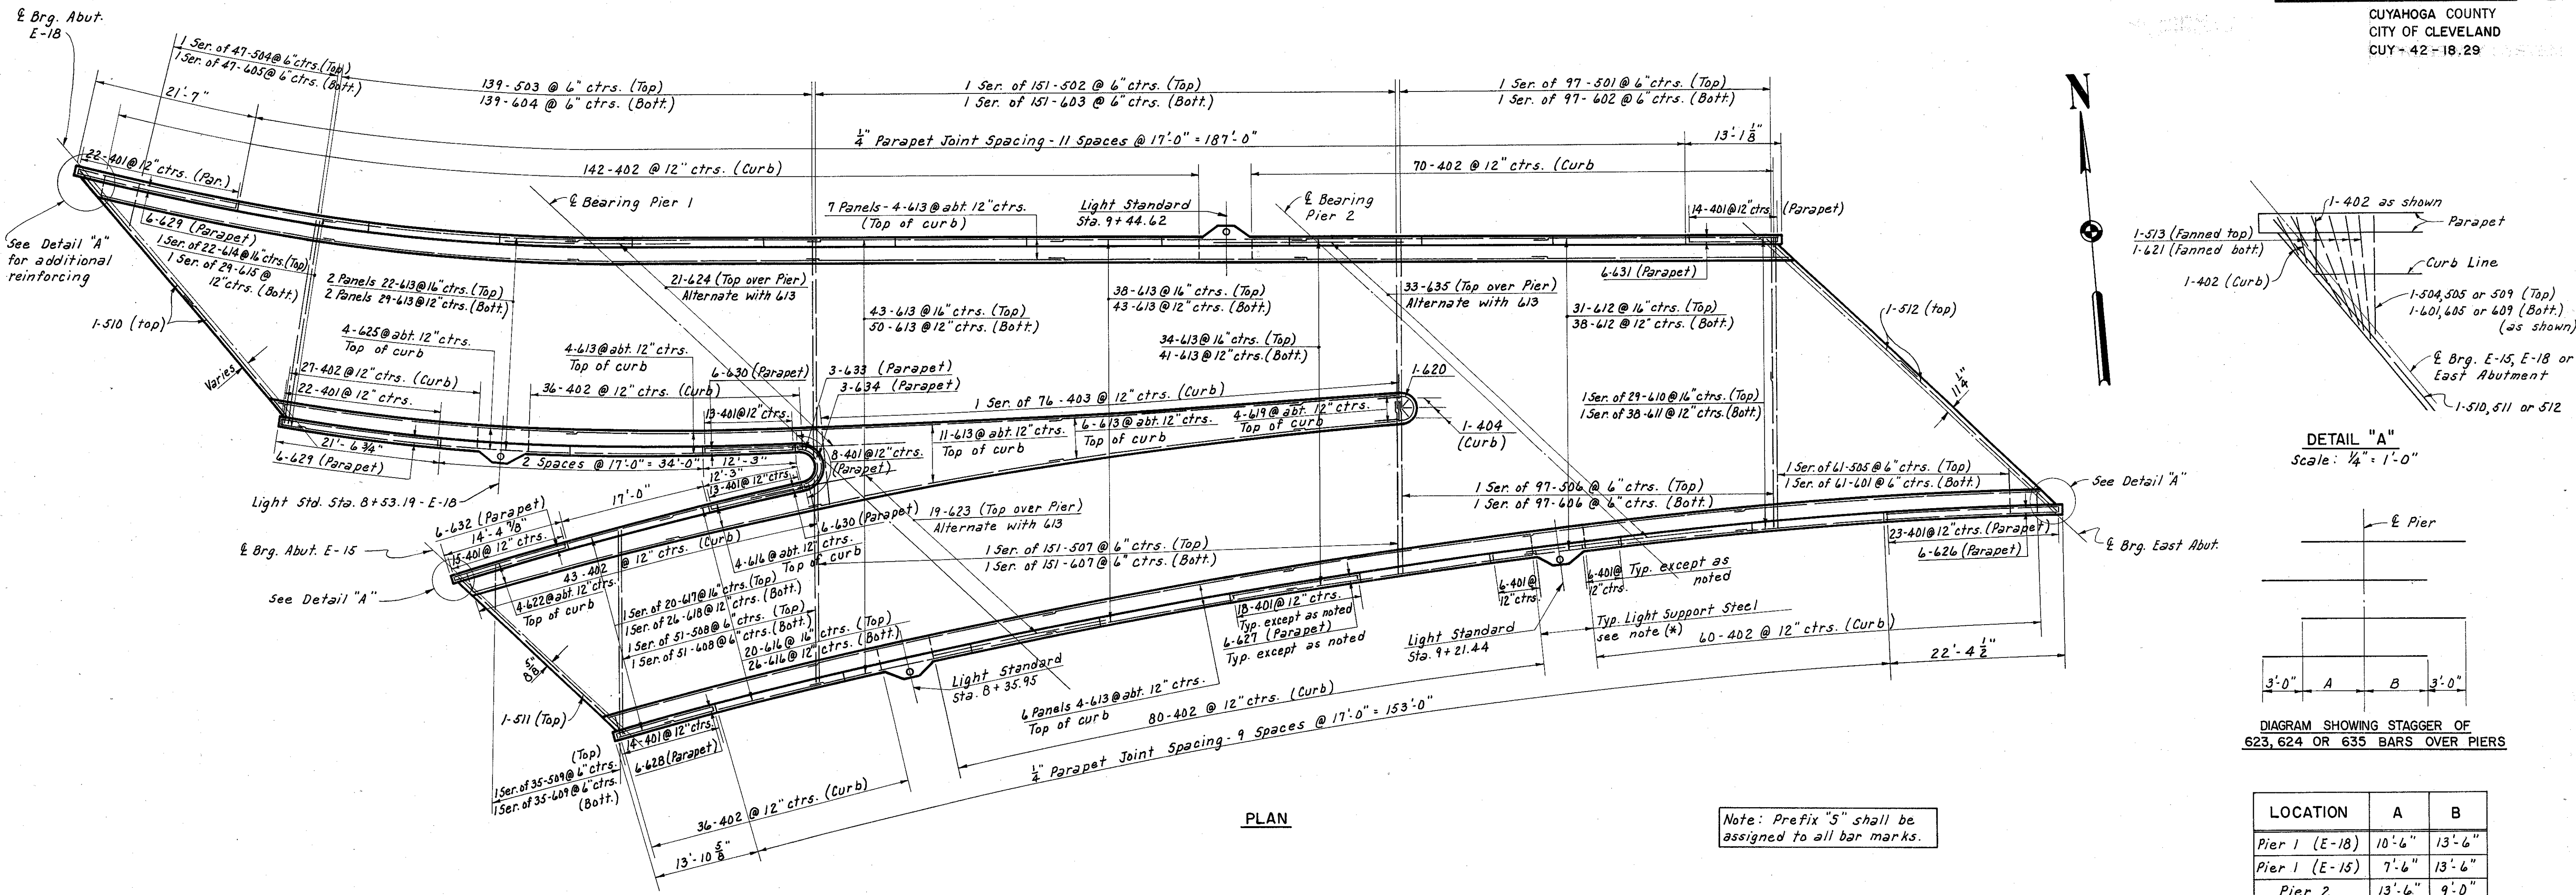 CUYAHOGA COUNTY
CITY OF CLEVELAND
CUY-42-18.29
℄ Brg. Abut.
E-18
1 Ser. of 47-504@ 6" ctrs. (Top)
1 Ser. of 47-605@ 6" ctrs. (Bott.)
21'-7"
139-503 @ 6" ctrs. (Top)
139-604 @ 6" ctrs. (Bott.)
1 Ser. of 151-502 @ 6" ctrs. (Top)
1 Ser. of 151-603 @ 6" ctrs. (Bott.)
1 Ser. of 97-501 @ 6" ctrs. (Top)
1 Ser. of 97-602 @ 6" ctrs. (Bott.)
1/4" Parapet Joint Spacing - 11 Spaces @ 17'-0" = 187'-0"
13'-1 1/8"
22-401@12" ctrs. (Par.)
142-402 @ 12" ctrs. (Curb)
70-402 @ 12" ctrs. (Curb
℄ Bearing Pier 1
7 Panels - 4-613@ abt. 12" ctrs.
(Top of curb)
Light Standard
Sta. 9+44.62
℄ Bearing
Pier 2
14-401@12" ctrs. (Parapet)
N
See Detail "A"
for additional
reinforcing
6-629 (Parapet)
1 Ser. of 22-614@16" ctrs. (Top)
1 Ser. of 29-615 @
12" ctrs. (Bott.)
2 Panels 22-613@16" ctrs. (Top)
2 Panels 29-613@12" ctrs. (Bott.)
21-624 (Top over Pier)
Alternate with 613
43-613 @ 16" ctrs. (Top)
50-613 @ 12" ctrs. (Bott.)
38-613 @ 16" ctrs. (Top)
43-613 @ 12" ctrs. (Bott.)
33-635 (Top over Pier)
Alternate with 613
6-631 (Parapet)
31-612 @ 16" ctrs. (Top)
38-612 @ 12" ctrs. (Bott.)
1-512 (top)
1-510 (top)
Varies
4-625@ abt. 12" ctrs.
Top of curb
4-613@ abt. 12" ctrs.
Top of curb
34-613@ 16" ctrs. (Top)
41-613@ 12" ctrs. (Bott.)
27-402 @ 12" ctrs. (Curb)
22-401@ 12" ctrs.
36-402 @ 12" ctrs. (Curb)
6-630 (Parapet)
3-633 (Parapet)
3-634 (Parapet)
1-620
13-401@12" ctrs.
1 Ser. of 76-403 @ 12" ctrs. (Curb)
1 Ser. of 29-610@ 16" ctrs. (Top)
1 Ser. of 38-611@ 12" ctrs. (Bott.)
11 1/4"
21'-6 3/4"
6-629 (Parapet)
2 Spaces @ 17'-0" = 34'-0"
12'-3"
12'-3"
13-401@12" ctrs.
8-401@12" ctrs.
(Parapet)
11-613@ abt. 12" ctrs.
Top of curb
6-613@ abt. 12" ctrs.
Top of curb
4-619@ abt. 12" ctrs.
Top of curb
1-404
(Curb)
Light Std. Sta. 8+53.19 - E-18
17'-0"
6-632 (Parapet)
14'-4 7/8"
15-401@ 12" ctrs.
℄ Brg. Abut. E-15
6-630 (Parapet)
19-623 (Top over Pier)
Alternate with 613
1 Ser. of 97-506 @ 6" ctrs. (Top)
1 Ser. of 97-606 @ 6" ctrs. (Bott.)
1 Ser. of 61-505@ 6" ctrs. (Top)
1 Ser. of 61-601@ 6" ctrs. (Bott.)
See Detail "A"
See Detail "A"
43-402 @ 12" ctrs. (Curb)
4-616@ abt. 12" ctrs.
Top of curb
1 Ser. of 151-507 @ 6" ctrs. (Top)
1 Ser. of 151-607 @ 6" ctrs. (Bott.)
23-401@12" ctrs. (Parapet)
6-626 (Parapet)
℄ Brg. East Abut.
4-622@abt. 12" ctrs.
Top of curb
1 Ser. of 20-617@16" ctrs. (Top)
1 Ser. of 26-618@ 12" ctrs. (Bott.)
1 Ser. of 51-508@ 6" ctrs. (Top)
1 Ser. of 51-608@ 6" ctrs. (Bott.)
20-616@ 16" ctrs. (Top)
26-616@ 12" ctrs. (Bott.)
18-401@12" ctrs.
Typ. except as noted
6-627 (Parapet)
Typ. except as noted
6-401@
12" ctrs.
6-401@ Typ. except as
12" ctrs. noted
Light Standard
Sta. 9+21.44
Typ. Light Support Steel
see note (*)
60-402 @ 12" ctrs. (Curb)
22'-4 1/2"
8 5/8"
1-511 (Top)
Light Standard
Sta. 8+35.95
6 Panels 4-613@ abt. 12" ctrs.
Top of curb
80-402 @ 12" ctrs. (Curb)
1/4" Parapet Joint Spacing - 9 Spaces @ 17'-0" = 153'-0"
14-401@12" ctrs.
6-628 (Parapet)
(Top)
1 Ser. of 35-509@ 6" ctrs.
1 Ser. of 35-609@ 6" ctrs.
(Bott.)
36-402 @ 12" ctrs. (Curb)
13'-10 5/8"
PLAN
Note: Prefix "5" shall be
assigned to all bar marks.
1-402 as shown
Parapet
1-513 (Fanned top)
1-621 (Fanned bott.)
Curb Line
1-402 (Curb)
1-504,505 or 509 (Top)
1-601,605 or 609 (Bott.)
(as shown)
℄ Brg. E-15, E-18 or
East Abutment
1-510, 511 or 512
DETAIL "A"
Scale: 1/4" = 1'-0"
℄ Pier
3'-0" A B 3'-0"
DIAGRAM SHOWING STAGGER OF
623, 624 OR 635 BARS OVER PIERS
LOCATION A B
Pier 1 (E-18) 10'-6" 13'-6"
Pier 1 (E-15) 7'-6" 13'-6"
Pier 2 13'-6" 9'-0"